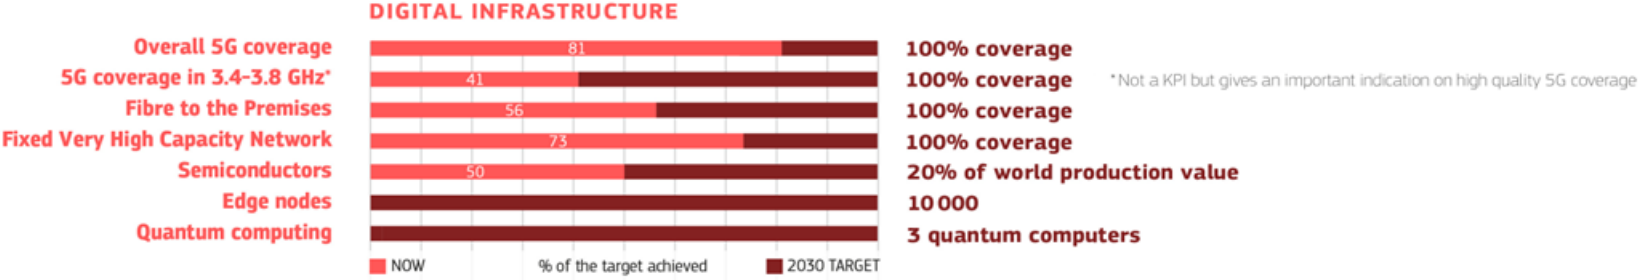 DIGITAL INFRASTRUCTURE
Overall 5G coverage 81 100% coverage
5G coverage in 3.4-3.8 GHz* 41 100% coverage *Not a KPI but gives an important indication on high quality 5G coverage
Fibre to the Premises 56 100% coverage
Fixed Very High Capacity Network 73 100% coverage
Semiconductors 50 20% of world production value
Edge nodes 10 000
Quantum computing 3 quantum computers
NOW % of the target achieved 2030 TARGET